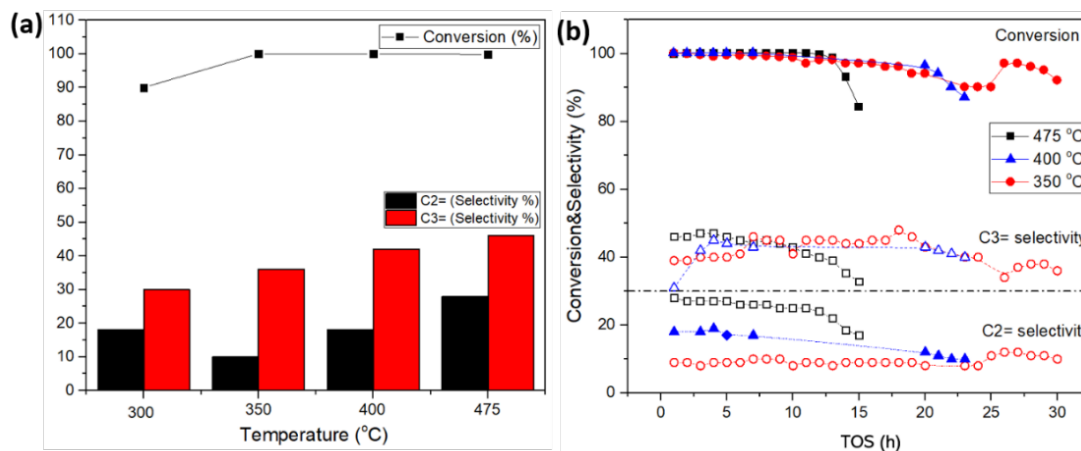 (a)
110
100
90
80
70
60
50
40
30
20
10
0
Conversion (%)
C2= (Selectivity %)
C3= (Selectivity %)
300 350 400 475
Temperature (°C)
(b)
Conversion&Selectivity (%)
100
80
60
40
20
0
Conversion
475 °C
400 °C
350 °C
C3= selectivity
C2= selectivity
0 5 10 15 20 25 30
TOS (h)